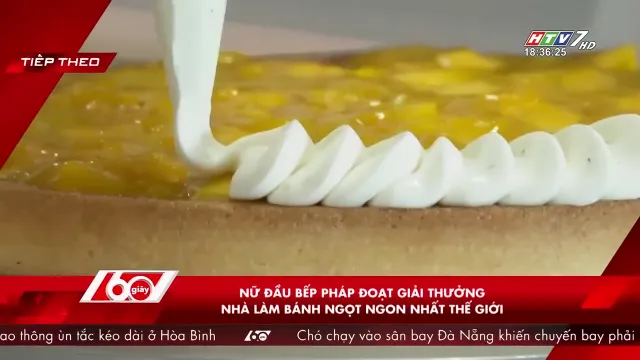 TIẾP THEO
HTV7 HD
18:36:25
60 giây
NỮ ĐẦU BẾP PHÁP ĐOẠT GIẢI THƯỞNG
NHÀ LÀM BÁNH NGỌT NGON NHẤT THẾ GIỚI
ao thông ùn tắc kéo dài ở Hòa Bình 60 Chó chạy vào sân bay Đà Nẵng khiến chuyến bay phải